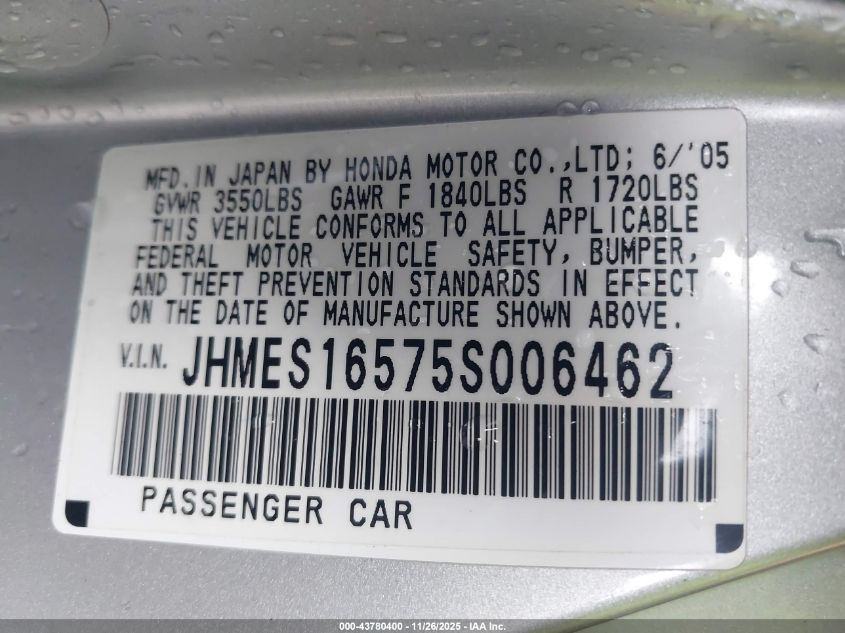 MFD. IN JAPAN BY HONDA MOTOR CO.,LTD; 6/'05
GVWR 3550LBS GAWR F 1840LBS R 1720LBS
THIS VEHICLE CONFORMS TO ALL APPLICABLE
FEDERAL MOTOR VEHICLE SAFETY, BUMPER,
AND THEFT PREVENTION STANDARDS IN EFFECT
ON THE DATE OF MANUFACTURE SHOWN ABOVE.
V.I.N. JHMES16575S006462
PASSENGER CAR
000-43780400 - 11/26/2025 - IAA Inc.